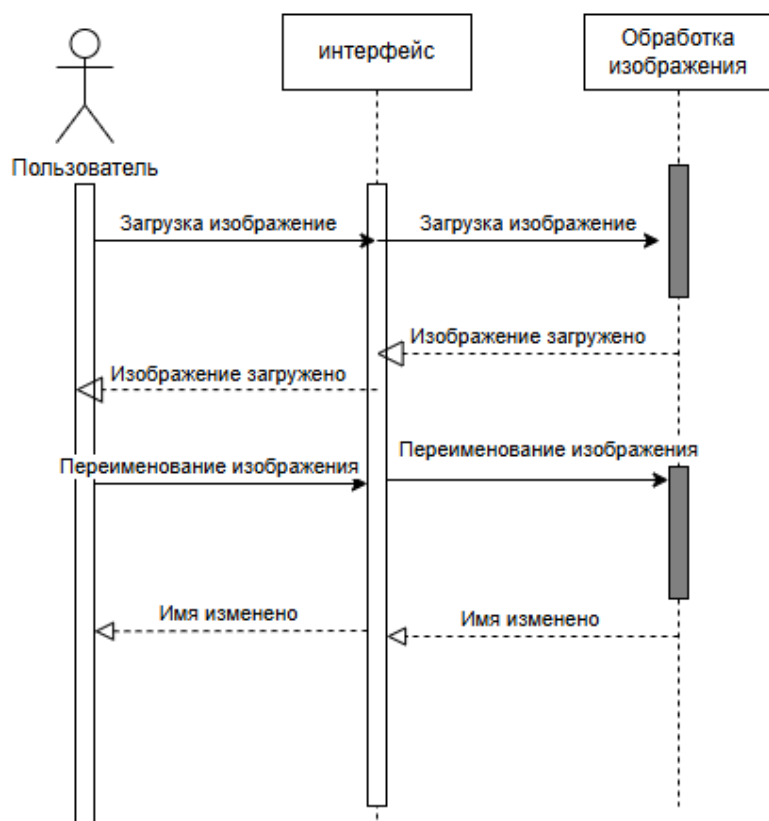 интерфейс
Обработка
изображения
Пользователь
Загрузка изображение
Загрузка изображение
Изображение загружено
Изображение загружено
Переименование изображения
Переименование изображения
Имя изменено
Имя изменено